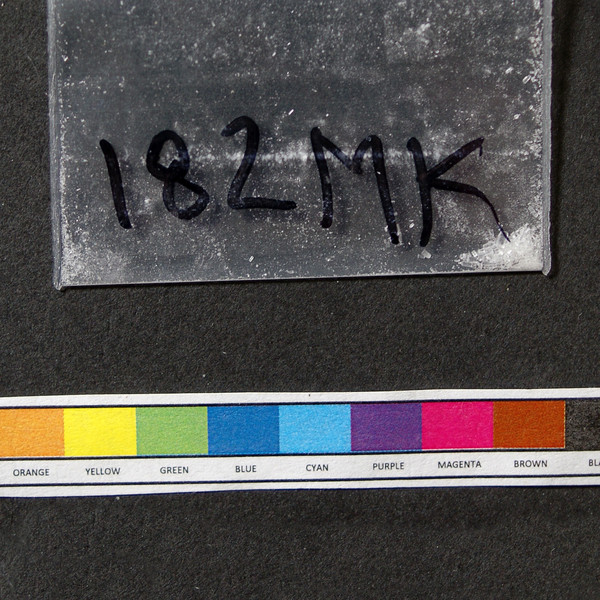 182MK
ORANGE YELLOW GREEN BLUE CYAN PURPLE MAGENTA BROWN